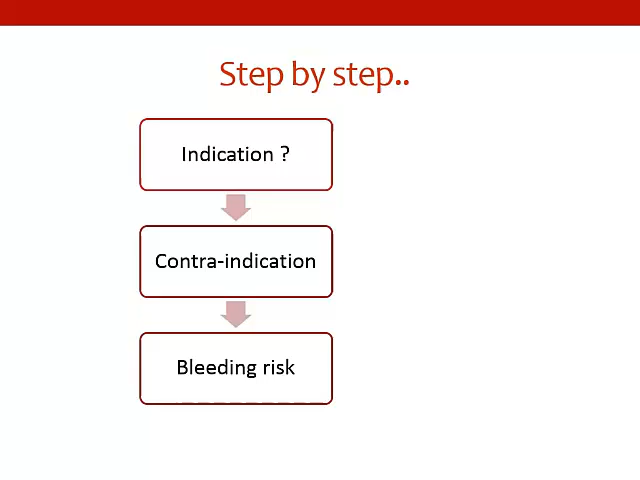 Step by step..
Indication ?
Contra-indication
Bleeding risk